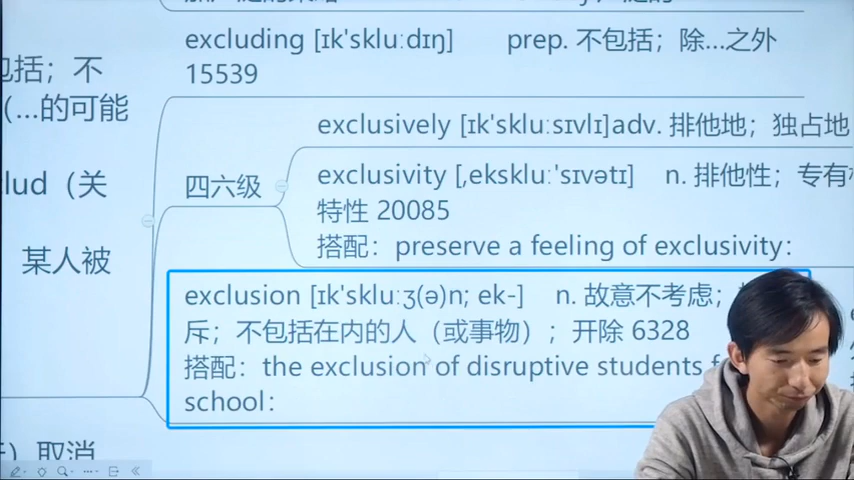 excluding [ɪk'skluːdɪŋ] prep. 不包括；除…之外
15539
包括；不
（…的可能
exclusively [ɪk'skluːsɪvlɪ]adv. 排他地；独占地
exclusivity [ˌekskluː'sɪvətɪ] n. 排他性；专有
特性 20085
搭配：preserve a feeling of exclusivity:
四六级
lud（关
某人被
exclusion [ɪk'skluːʒ(ə)n; ek-] n. 故意不考虑；
斥；不包括在内的人（或事物）；开除 6328
搭配：the exclusion of disruptive students
school:
取消